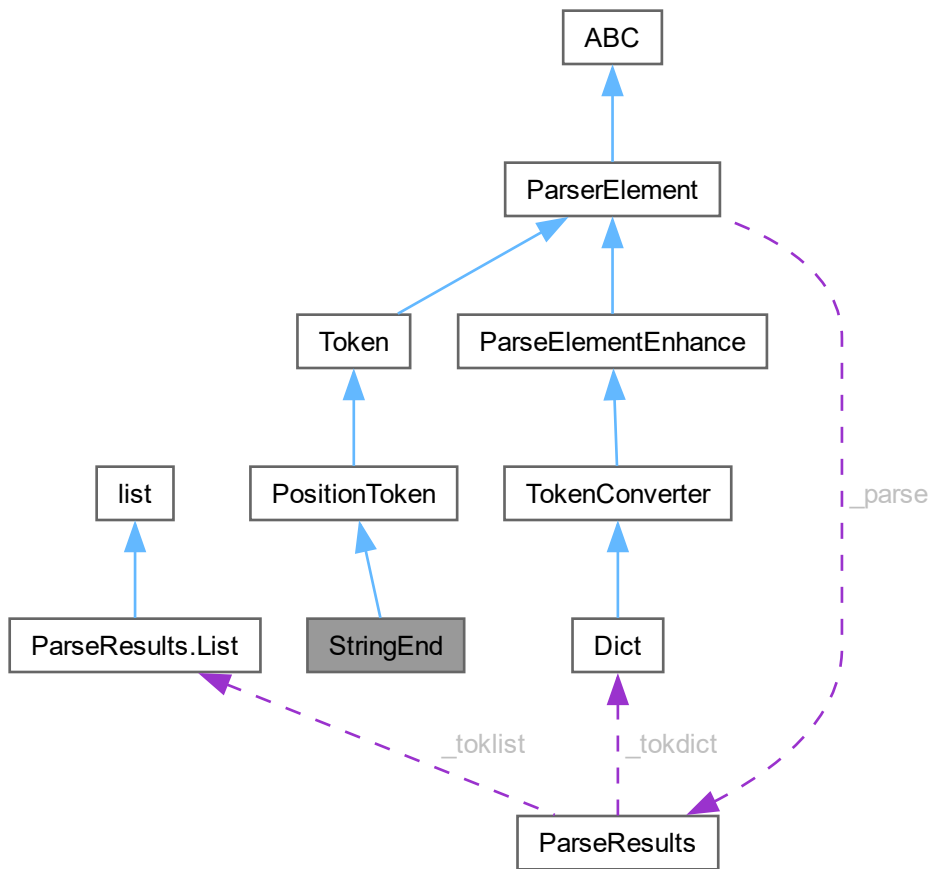 ABC
ParserElement
Token
ParseElementEnhance
list
PositionToken
TokenConverter
_parse
ParseResults.List
StringEnd
Dict
_toklist
_tokdict
ParseResults